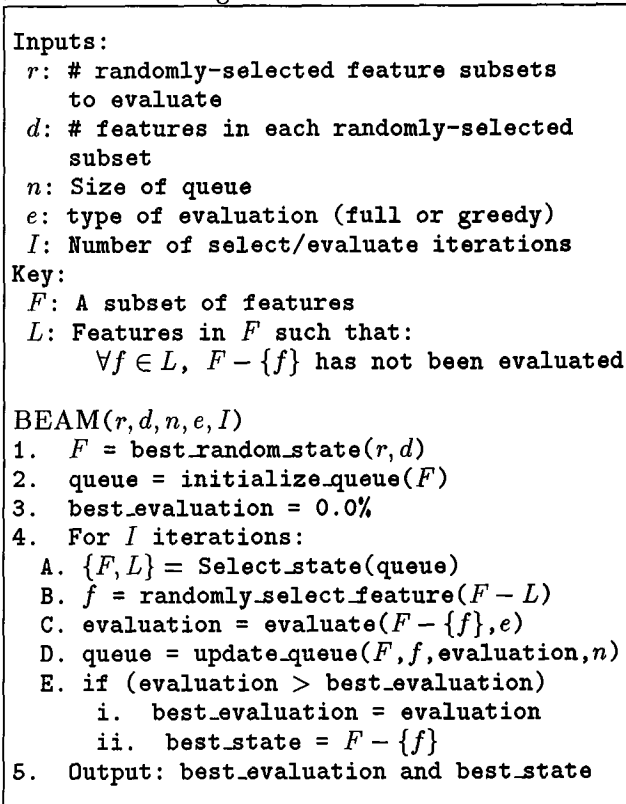 Inputs:
r: # randomly-selected feature subsets
to evaluate
d: # features in each randomly-selected
subset
n: Size of queue
e: type of evaluation (full or greedy)
I: Number of select/evaluate iterations
Key:
F: A subset of features
L: Features in F such that:
∀f ∈ L, F − {f} has not been evaluated
BEAM(r, d, n, e, I)
1. F = best_random_state(r, d)
2. queue = initialize_queue(F)
3. best_evaluation = 0.0%
4. For I iterations:
A. {F, L} = Select_state(queue)
B. f = randomly_select_feature(F − L)
C. evaluation = evaluate(F − {f}, e)
D. queue = update_queue(F, f, evaluation, n)
E. if (evaluation > best_evaluation)
i. best_evaluation = evaluation
ii. best_state = F − {f}
5. Output: best_evaluation and best_state